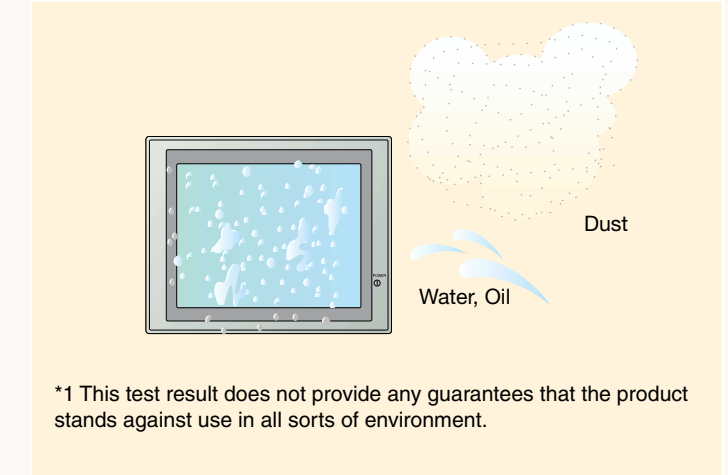 Dust
POWER
Water, Oil
*1 This test result does not provide any guarantees that the product
stands against use in all sorts of environment.